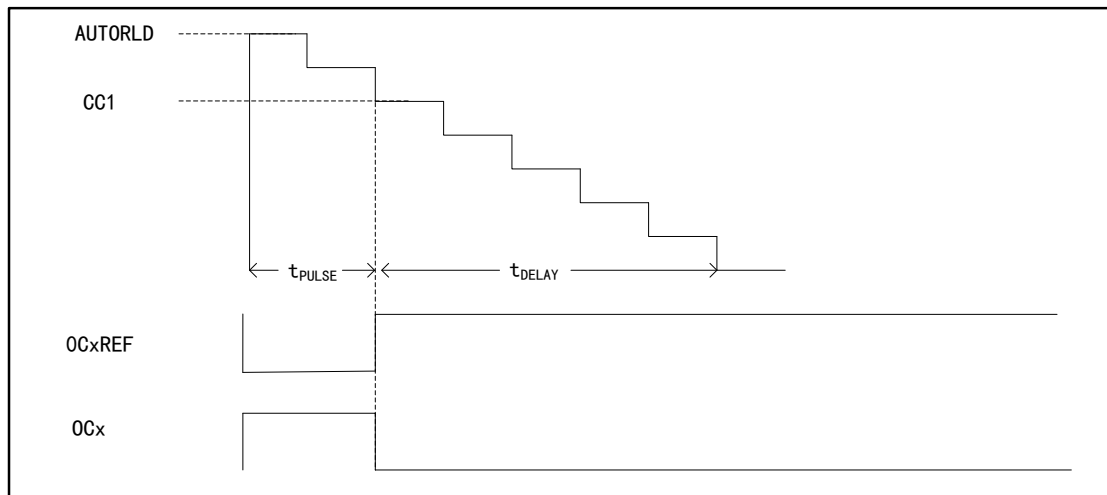 AUTORLD
CC1
tPULSE
tDELAY
OCxREF
OCx